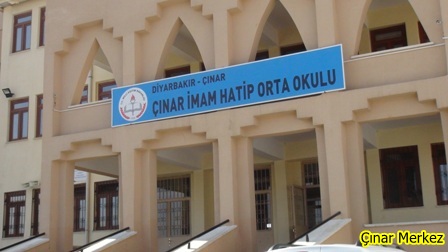 DİYARBAKIR - ÇINAR
ÇINAR İMAM HATİP ORTA OKULU
Çınar Merkez